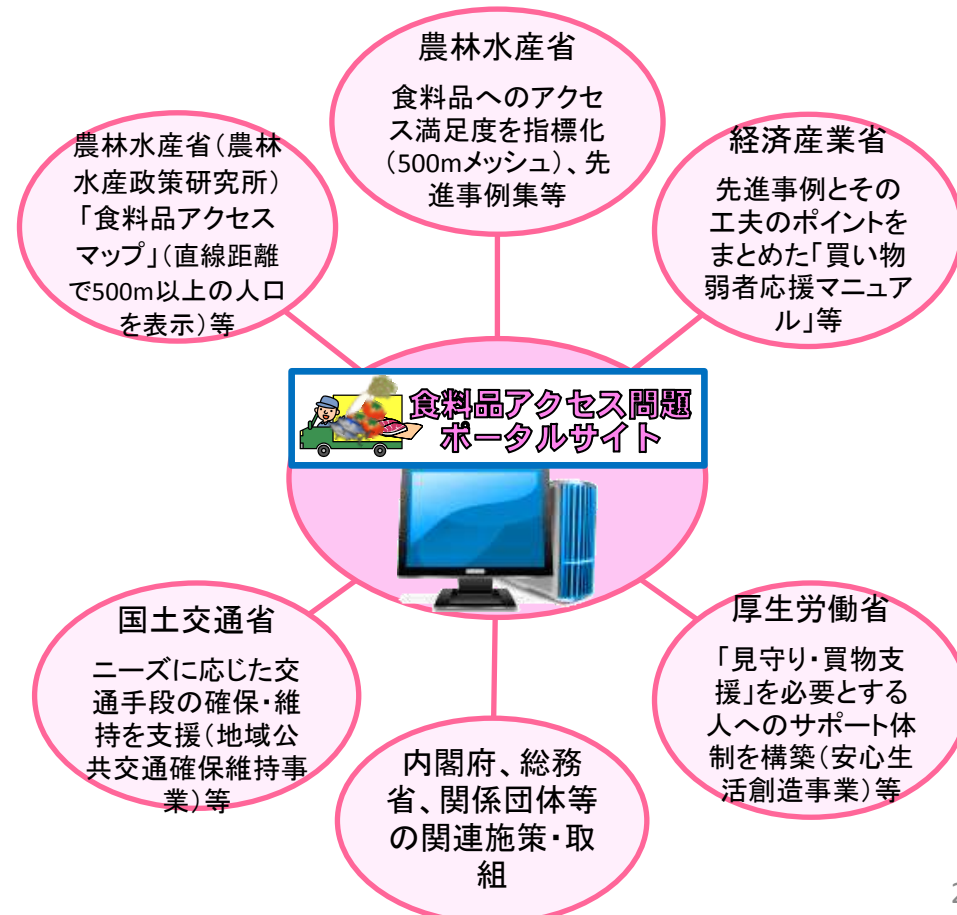 農林水産省
食料品へのアクセ
ス満足度を指標化
(500mメッシュ)、先
進事例集等
農林水産省(農林
水産政策研究所)
「食料品アクセス
マップ」(直線距離
で500m以上の人口
を表示)等
経済産業省
先進事例とその
工夫のポイントを
まとめた「買い物
弱者応援マニュア
ル」等
食料品アクセス問題
ポータルサイト
国土交通省
ニーズに応じた交
通手段の確保・維
持を支援(地域公
共交通確保維持事
業)等
内閣府、総務
省、関係団体等
の関連施策・取
組
厚生労働省
「見守り・買物支
援」を必要とする
人へのサポート体
制を構築(安心生
活創造事業)等
2